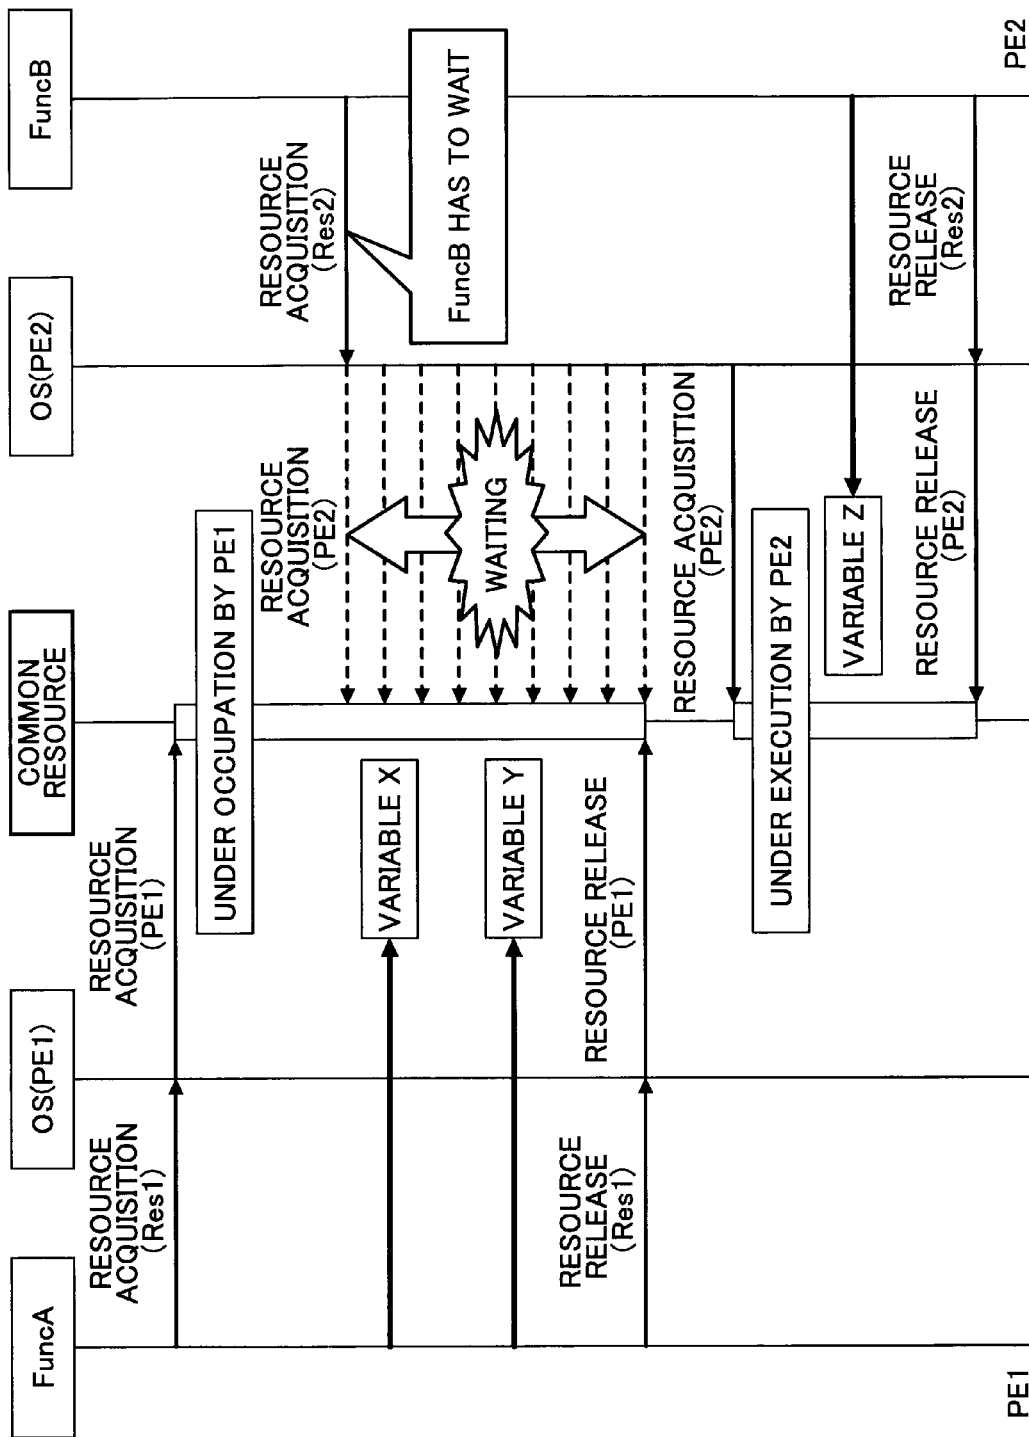 FuncA
OS(PE1)
COMMON
RESOURCE
OS(PE2)
FuncB
RESOURCE
ACQUISITION
(Res1)
RESOURCE
ACQUISITION
(PE1)
UNDER OCCUPATION BY PE1
RESOURCE
ACQUISITION
(PE2)
RESOURCE
ACQUISITION
(Res2)
FuncB HAS TO WAIT
VARIABLE X
WAITING
VARIABLE Y
RESOURCE
RELEASE
(Res1)
RESOURCE RELEASE
(PE1)
RESOURCE ACQUISITION
(PE2)
UNDER EXECUTION BY PE2
VARIABLE Z
RESOURCE RELEASE
(PE2)
RESOURCE
RELEASE
(Res2)
PE1
PE2